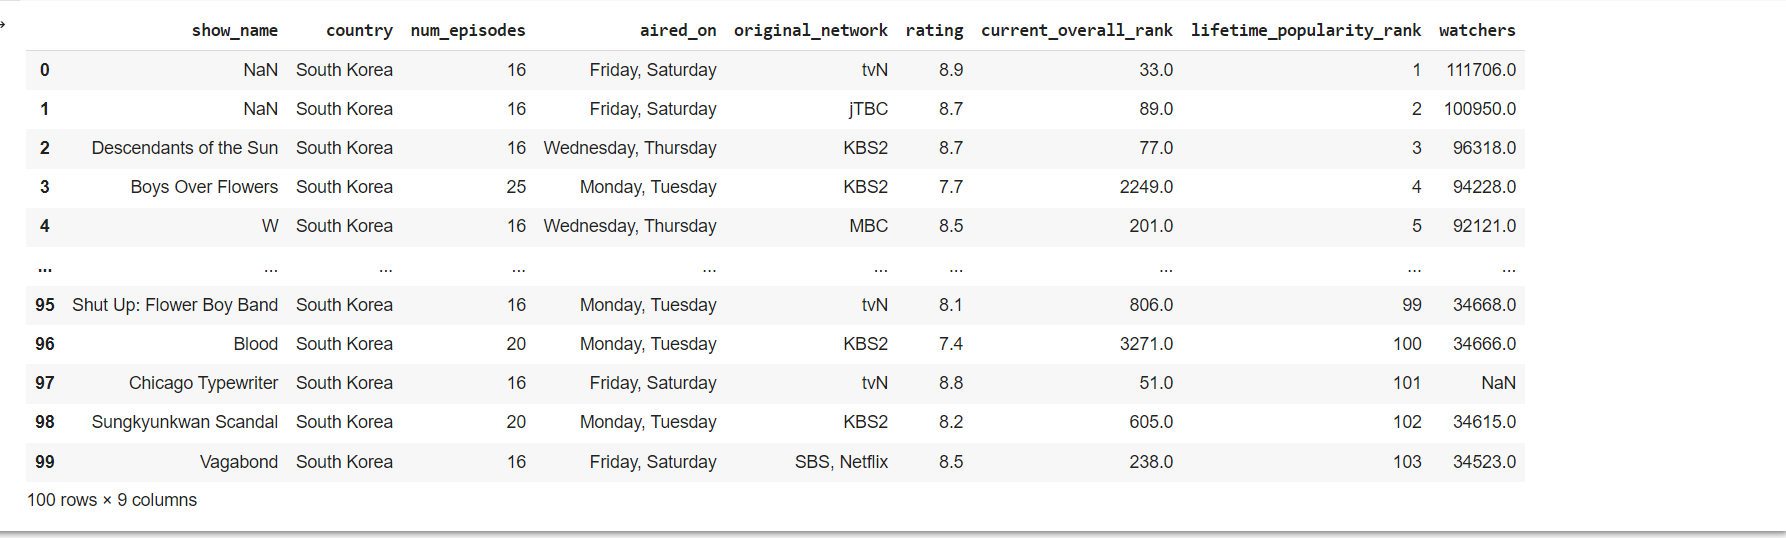 show_name country num_episodes aired_on original_network rating current_overall_rank lifetime_popularity_rank watchers
0 NaN South Korea 16 Friday, Saturday tvN 8.9 33.0 1 111706.0
1 NaN South Korea 16 Friday, Saturday jTBC 8.7 89.0 2 100950.0
2 Descendants of the Sun South Korea 16 Wednesday, Thursday KBS2 8.7 77.0 3 96318.0
3 Boys Over Flowers South Korea 25 Monday, Tuesday KBS2 7.7 2249.0 4 94228.0
4 W South Korea 16 Wednesday, Thursday MBC 8.5 201.0 5 92121.0
... ... ... ... ... ... ... ... ... ...
95 Shut Up: Flower Boy Band South Korea 16 Monday, Tuesday tvN 8.1 806.0 99 34668.0
96 Blood South Korea 20 Monday, Tuesday KBS2 7.4 3271.0 100 34666.0
97 Chicago Typewriter South Korea 16 Friday, Saturday tvN 8.8 51.0 101 NaN
98 Sungkyunkwan Scandal South Korea 20 Monday, Tuesday KBS2 8.2 605.0 102 34615.0
99 Vagabond South Korea 16 Friday, Saturday SBS, Netflix 8.5 238.0 103 34523.0
100 rows × 9 columns